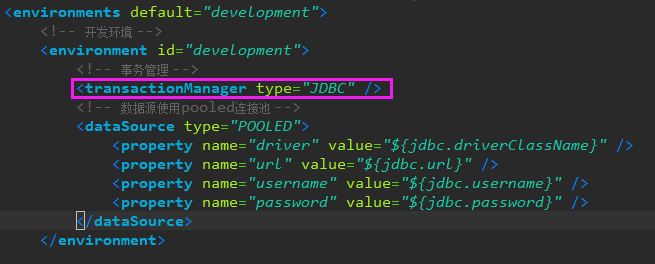 <environments default="development">
<!-- 开发环境 -->
<environment id="development">
<!-- 事务管理 -->
<transactionManager type="JDBC" />
<!-- 数据源使用pooled连接池 -->
<dataSource type="POOLED">
<property name="driver" value="${jdbc.driverClassName}" />
<property name="url" value="${jdbc.url}" />
<property name="username" value="${jdbc.username}" />
<property name="password" value="${jdbc.password}" />
</dataSource>
</environment>